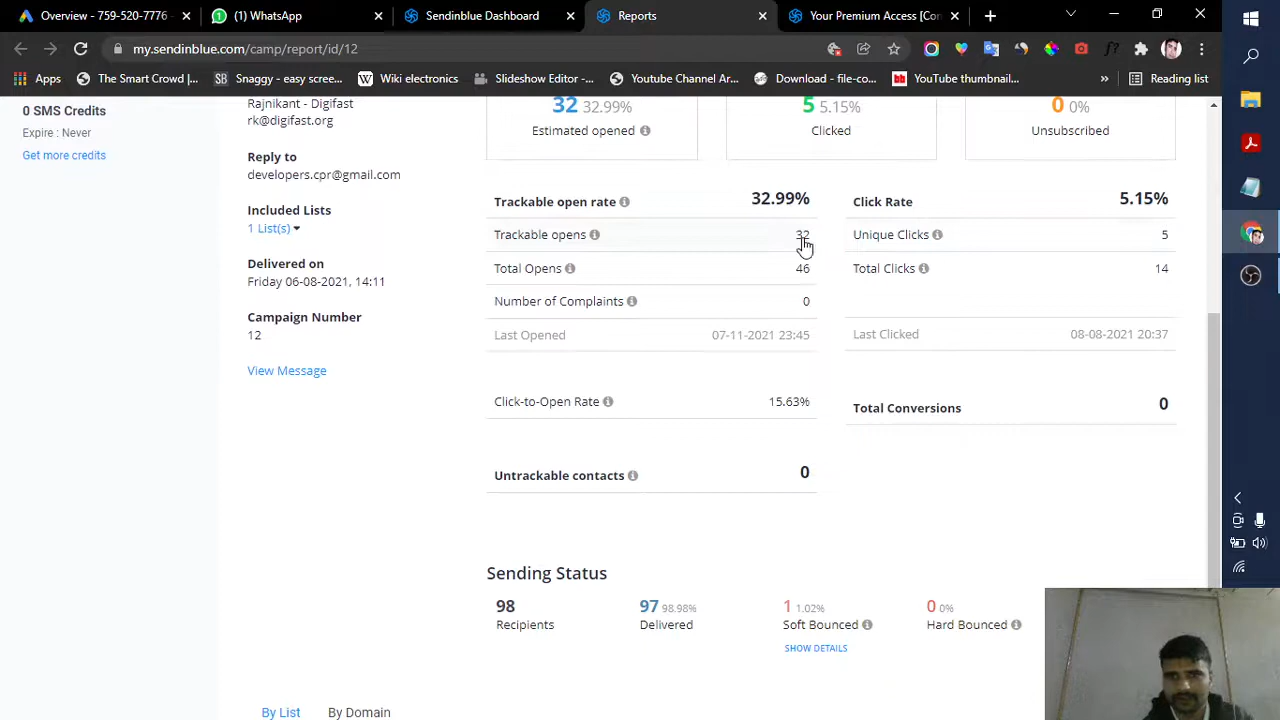 Overview - 759-520-7776 -
(1) WhatsApp
Sendinblue Dashboard
Reports
Your Premium Access [Con
my.sendinblue.com/camp/report/id/12
Apps
The Smart Crowd |...
Snaggy - easy scree...
Wiki electronics
Slideshow Editor -...
Youtube Channel Ar...
Download - file-co...
YouTube thumbnail...
»
Reading list
0 SMS Credits
Expire : Never
Get more credits
Rajnikant - Digifast
rk@digifast.org
Reply to
developers.cpr@gmail.com
Included Lists
1 List(s)
Delivered on
Friday 06-08-2021, 14:11
Campaign Number
12
View Message
32 32.99%
Estimated opened
5 5.15%
Clicked
0 0%
Unsubscribed
Trackable open rate 32.99%
Trackable opens 32
Total Opens 46
Number of Complaints 0
Last Opened 07-11-2021 23:45
Click-to-Open Rate 15.63%
Untrackable contacts 0
Click Rate 5.15%
Unique Clicks 5
Total Clicks 14
Last Clicked 08-08-2021 20:37
Total Conversions 0
Sending Status
98
Recipients
97 98.98%
Delivered
1 1.02%
Soft Bounced
SHOW DETAILS
0 0%
Hard Bounced
By List
By Domain